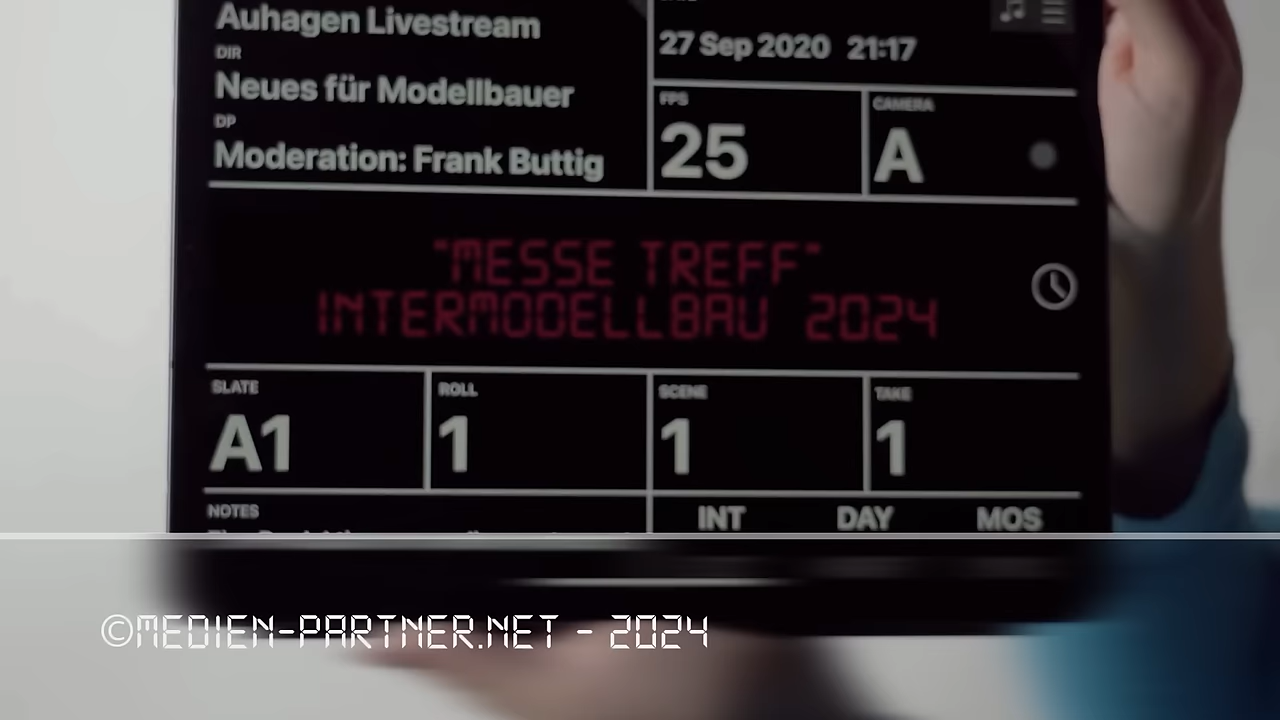 Auhagen Livestream
DIR
Neues für Modellbauer
DP
Moderation: Frank Buttig
27 Sep 2020 21:17
FPS
25
CAMERA
A
"MESSE TREFF"
INTERMODELLBAU 2024
SLATE
A1
ROLL
1
SCENE
1
TAKE
1
NOTES
INT DAY MOS
©MEDIEN-PARTNER.NET - 2024